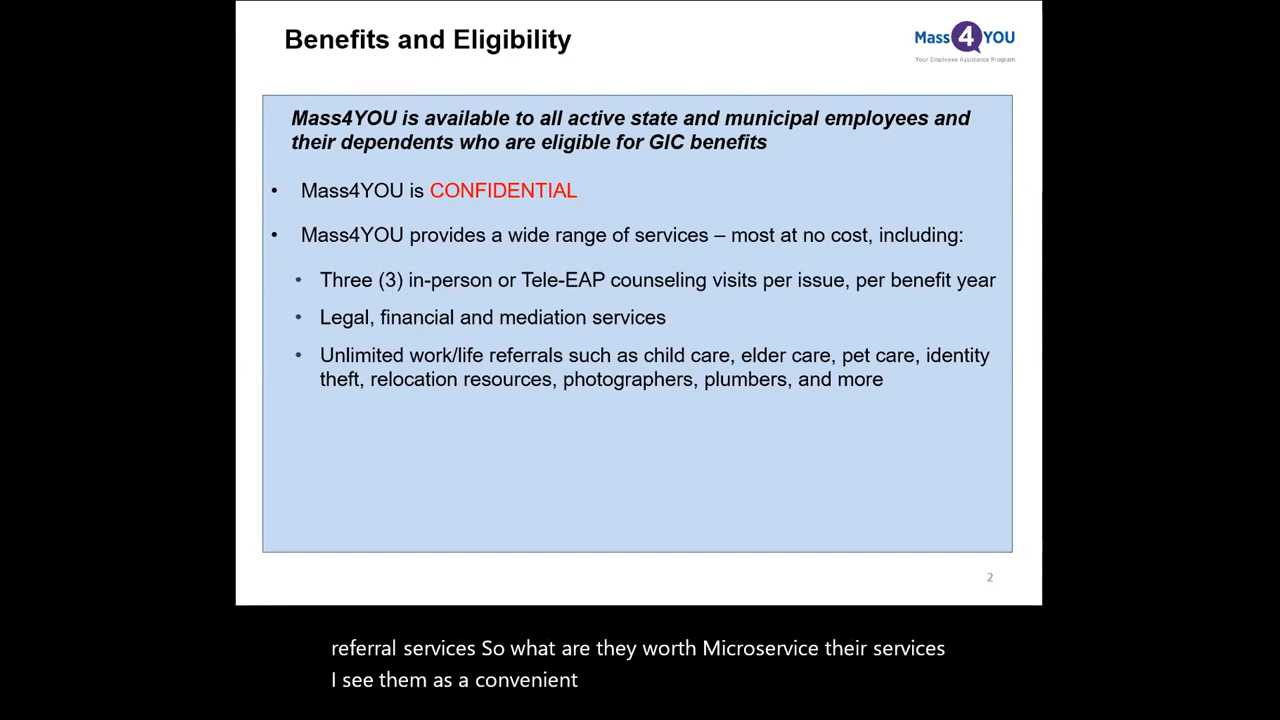 Benefits and Eligibility
Mass4YOU
Your Employee Assistance Program
Mass4YOU is available to all active state and municipal employees and
their dependents who are eligible for GIC benefits
• Mass4YOU is CONFIDENTIAL
• Mass4YOU provides a wide range of services – most at no cost, including:
• Three (3) in-person or Tele-EAP counseling visits per issue, per benefit year
• Legal, financial and mediation services
• Unlimited work/life referrals such as child care, elder care, pet care, identity
theft, relocation resources, photographers, plumbers, and more
2
referral services So what are they worth Microservice their services
I see them as a convenient